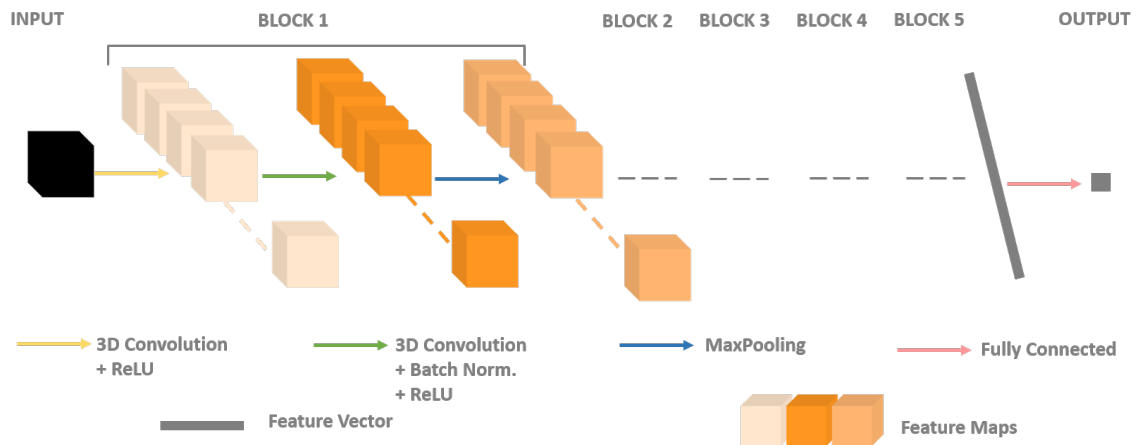 INPUT
BLOCK 1
BLOCK 2
BLOCK 3
BLOCK 4
BLOCK 5
OUTPUT
3D Convolution
+ ReLU
3D Convolution
+ Batch Norm.
+ ReLU
MaxPooling
Fully Connected
Feature Vector
Feature Maps